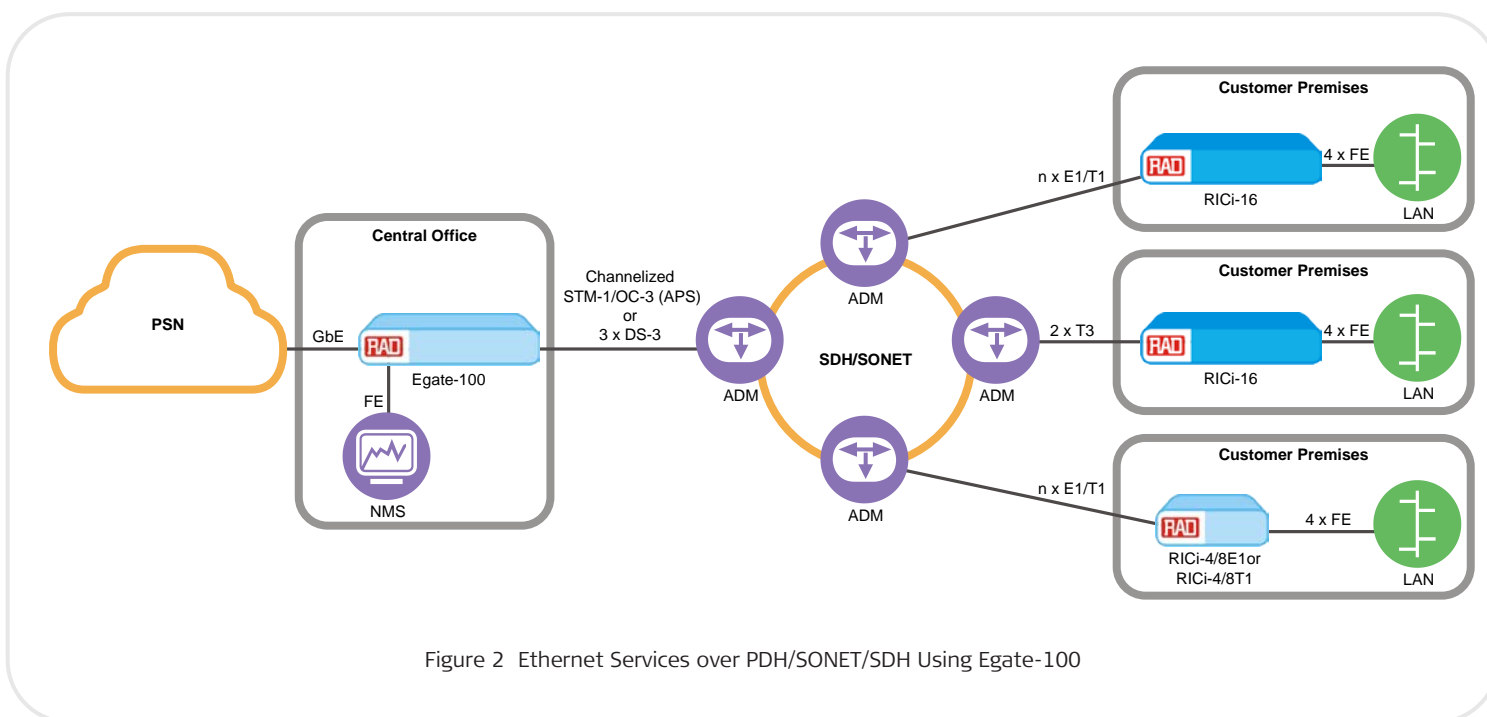 Customer Premises
RAD
4 x FE
n x E1/T1
RICi-16
LAN
Central Office
Channelized
STM-1/OC-3 (APS)
or
3 x DS-3
ADM
Customer Premises
PSN
GbE
RAD
Egate-100
FE
NMS
ADM
SDH/SONET
ADM
2 x T3
RAD
4 x FE
RICi-16
LAN
ADM
Customer Premises
n x E1/T1
RAD
4 x FE
RICi-4/8E1or
RICi-4/8T1
LAN
Figure 2 Ethernet Services over PDH/SONET/SDH Using Egate-100